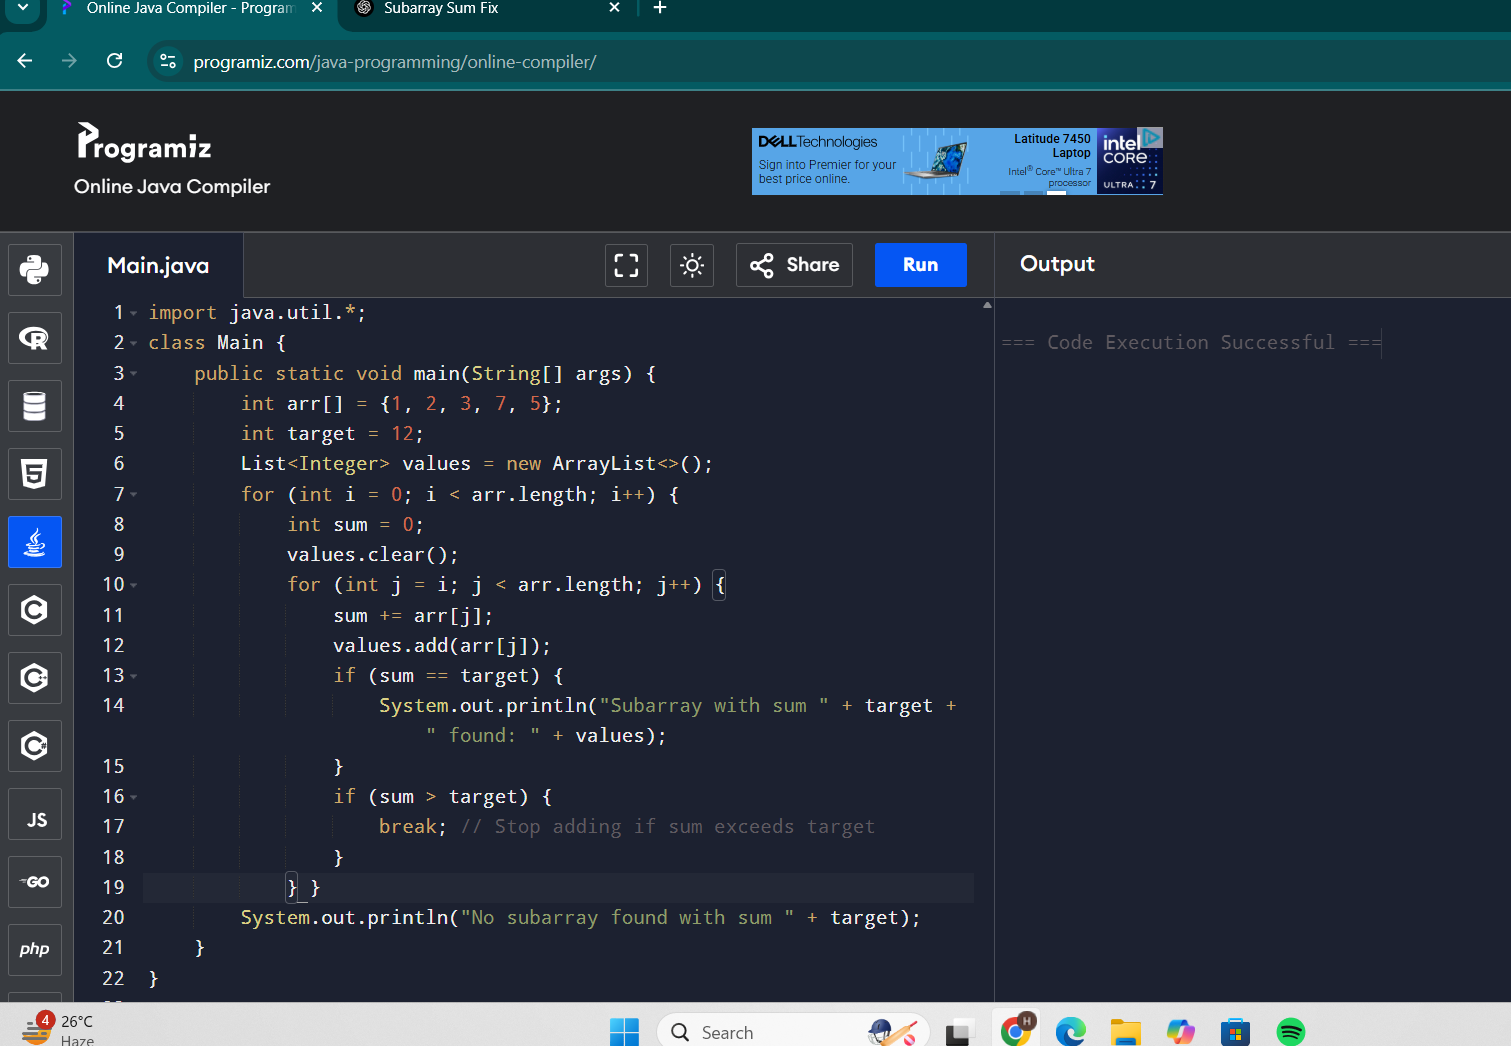 Online Java Compiler - Program
Subarray Sum Fix
programiz.com/java-programming/online-compiler/
Programiz
Online Java Compiler
DELLTechnologies
Sign into Premier for your
best price online.
Latitude 7450
Laptop
Intel® Core™ Ultra 7
processor
intel
CORE
ULTRA 7
Main.java
Share
Run
Output
1 import java.util.*;
2 class Main {
3 public static void main(String[] args) {
4 int arr[] = {1, 2, 3, 7, 5};
5 int target = 12;
6 List<Integer> values = new ArrayList<>();
7 for (int i = 0; i < arr.length; i++) {
8 int sum = 0;
9 values.clear();
10 for (int j = i; j < arr.length; j++) {
11 sum += arr[j];
12 values.add(arr[j]);
13 if (sum == target) {
14 System.out.println("Subarray with sum " + target +
" found: " + values);
15 }
16 if (sum > target) {
17 break; // Stop adding if sum exceeds target
18 }
19 } }
20 System.out.println("No subarray found with sum " + target);
21 }
22 }
=== Code Execution Successful ===
R
5
C
C
C
JS
GO
php
4
26°C
Haze
Search
H